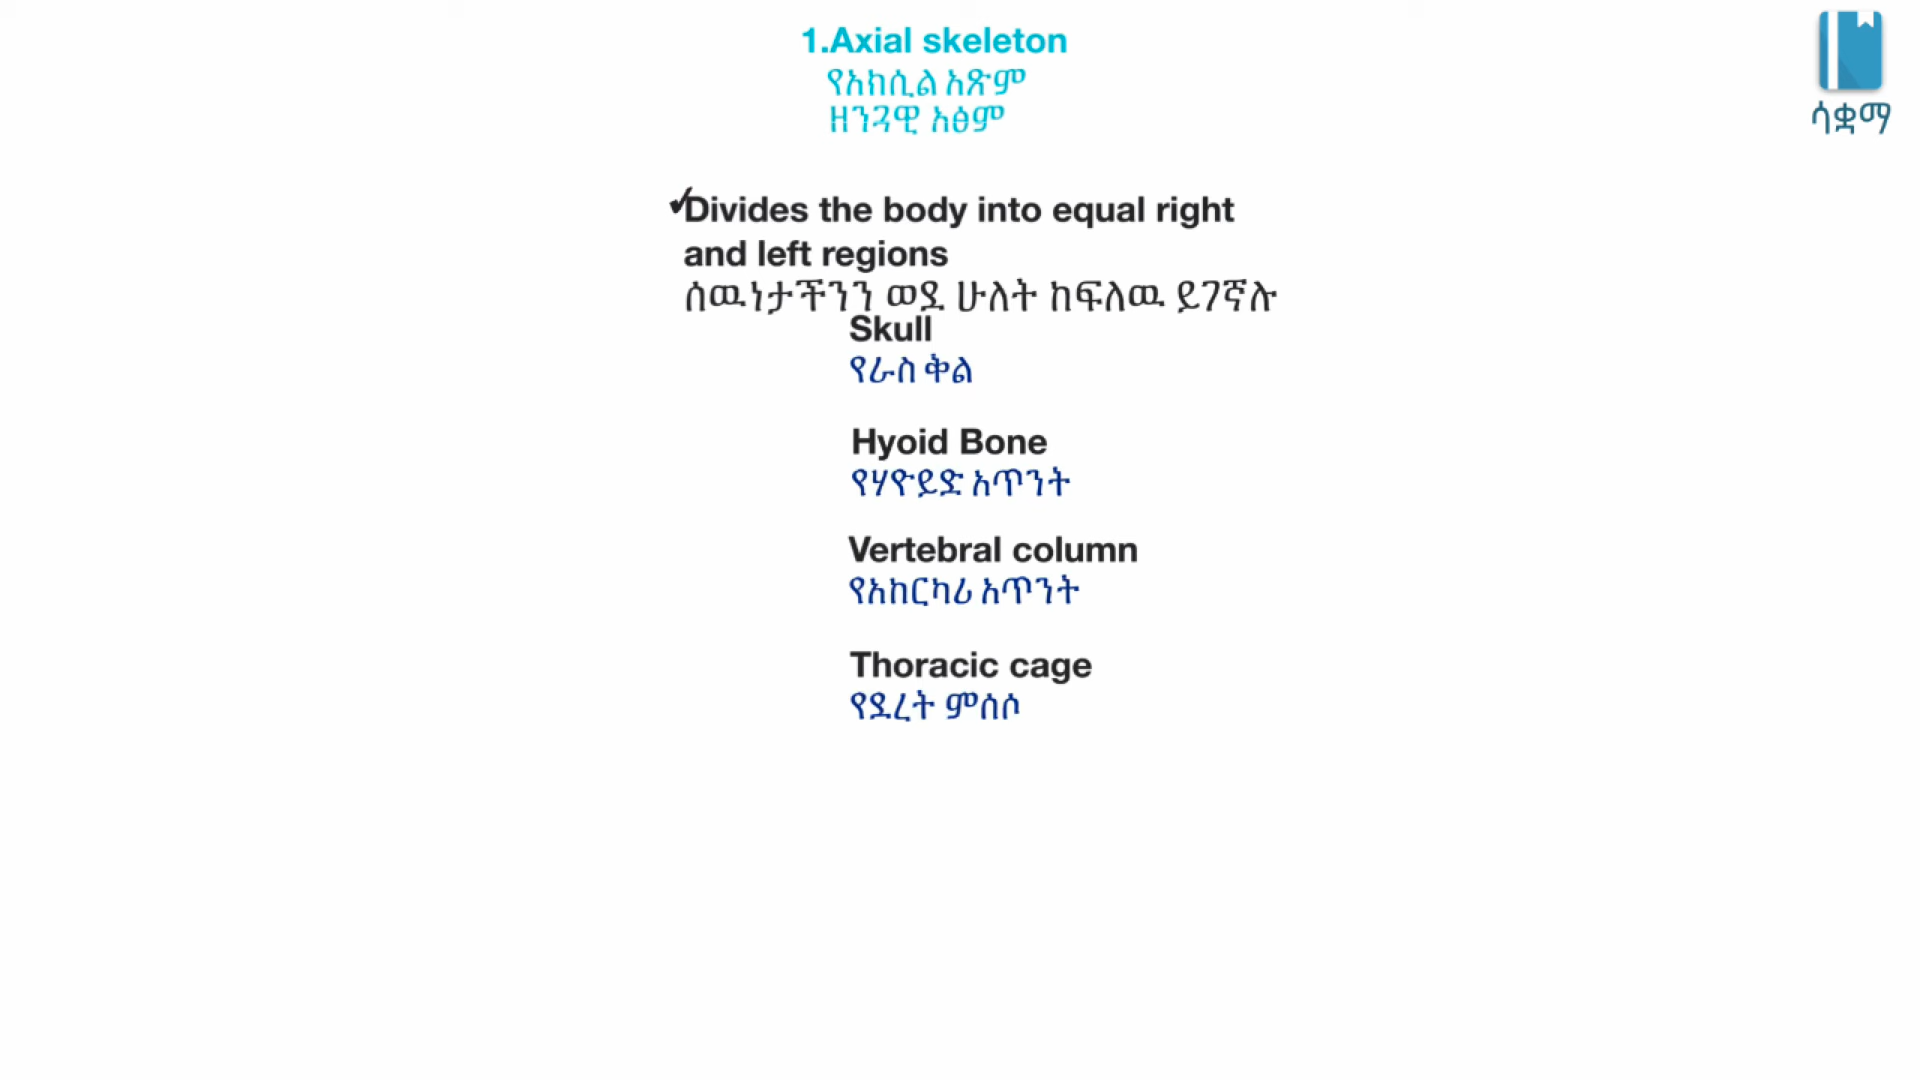 1.Axial skeleton
የአክሲል አጽም
ዘንጓዊ አፅም
ሳቋማ
✓Divides the body into equal right
and left regions
ሰዉነታችንን ወደ ሁለት ከፍለዉ ይገኛሉ
Skull
የራስ ቅል
Hyoid Bone
የሃዮይድ አጥንት
Vertebral column
የአከርካሪ አጥንት
Thoracic cage
የደረት ምሰሶ